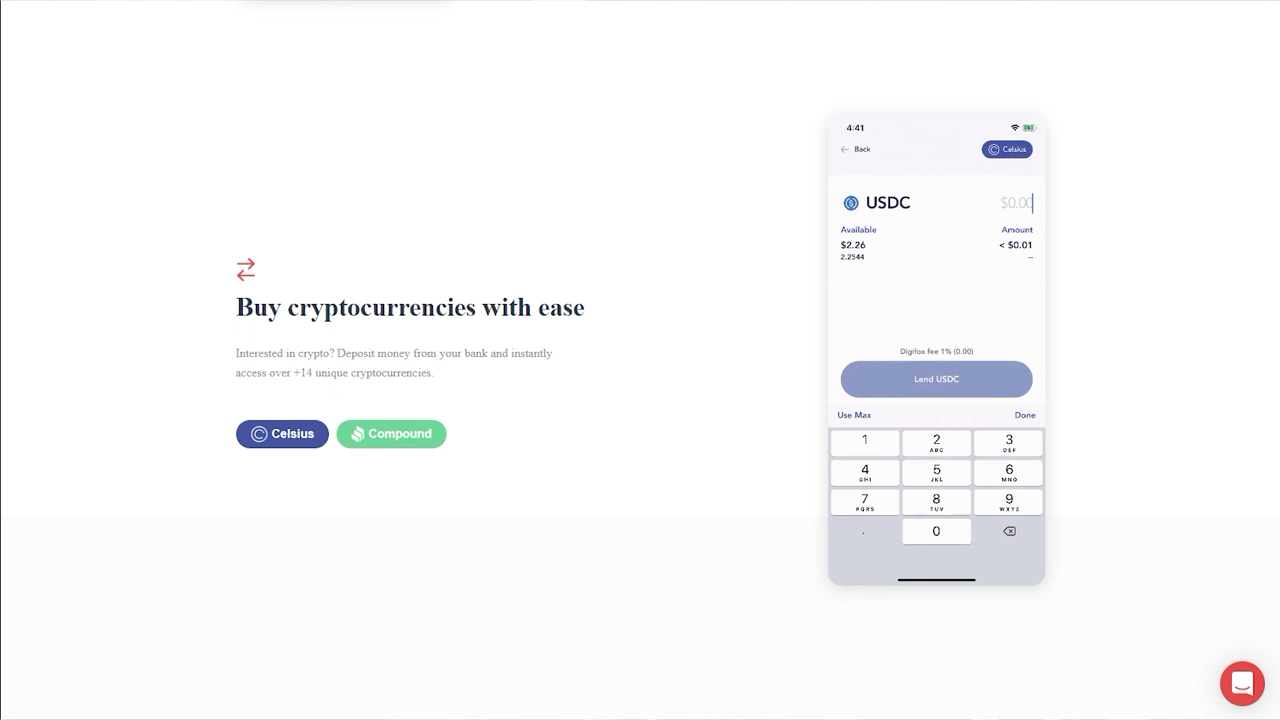 Buy cryptocurrencies with ease
Interested in crypto? Deposit money from your bank and instantly
access over +14 unique cryptocurrencies.
Celsius
Compound
4:41
Back
Celsius
USDC
$0.00
Available
Amount
$2.26
< $0.01
2.2544
--
Digifox fee 1% (0.00)
Lend USDC
Use Max
Done
1
2
ABC
3
DEF
4
GHI
5
JKL
6
MNO
7
PQRS
8
TUV
9
WXYZ
.
0